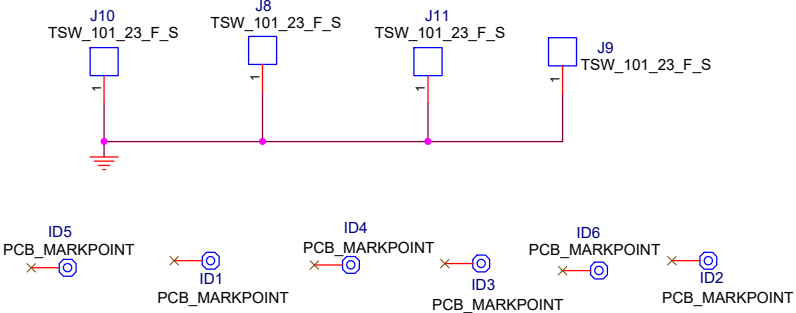 J10
TSW_101_23_F_S
1
J8
TSW_101_23_F_S
1
J11
TSW_101_23_F_S
1
J9
TSW_101_23_F_S
1
ID5
PCB_MARKPOINT
ID1
PCB_MARKPOINT
ID4
PCB_MARKPOINT
ID3
PCB_MARKPOINT
ID6
PCB_MARKPOINT
ID2
PCB_MARKPOINT